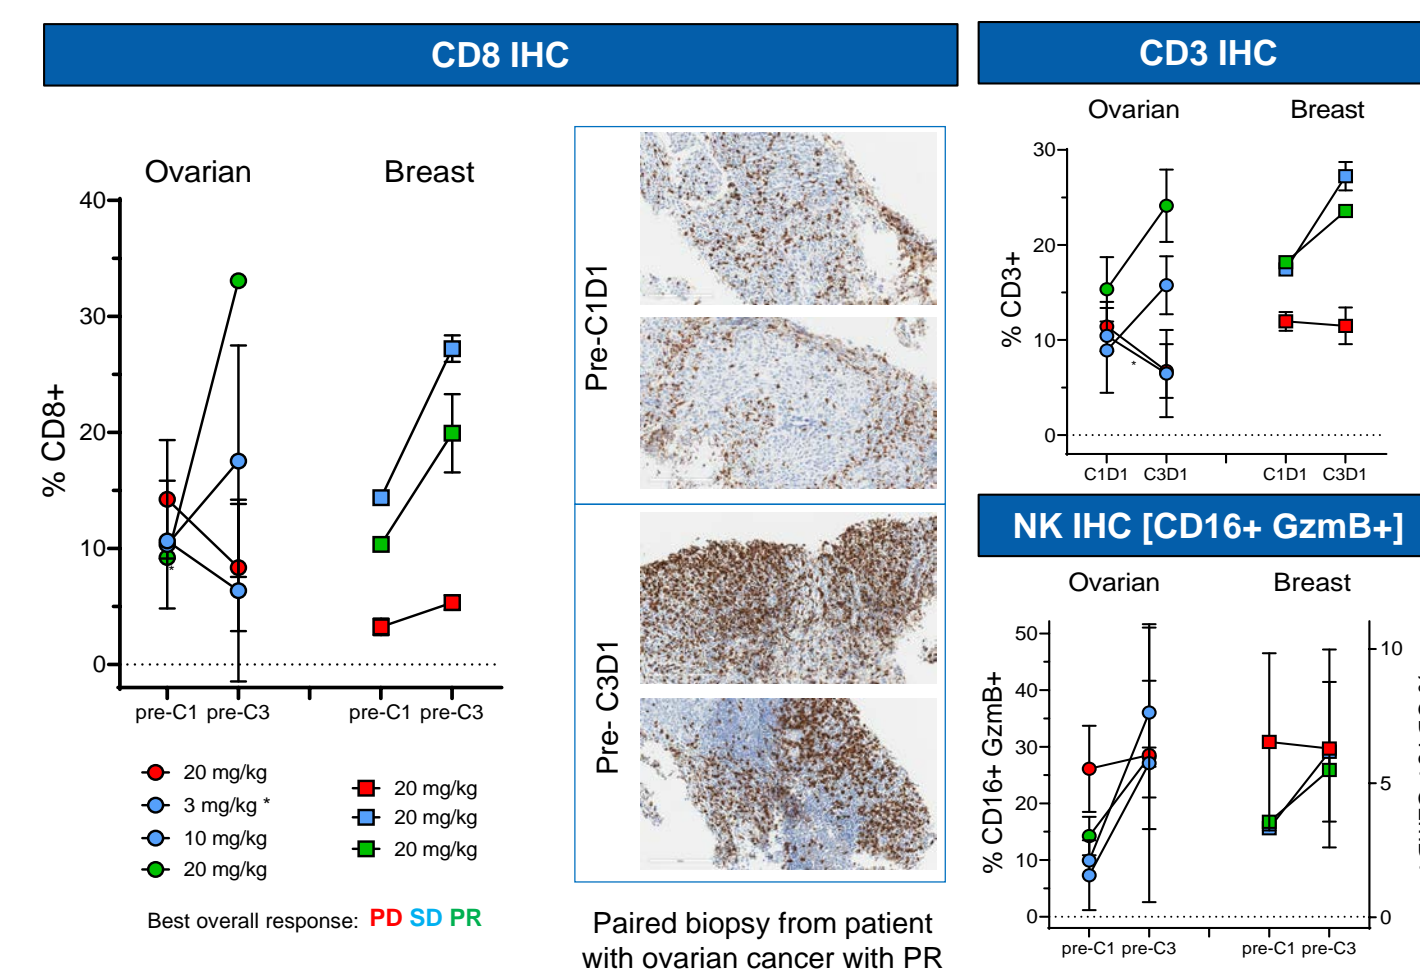 CD8 IHC
Ovarian
Breast
% CD8+
40
30
20
10
0
*
pre-C1 pre-C3
pre-C1 pre-C3
20 mg/kg
3 mg/kg *
10 mg/kg
20 mg/kg
20 mg/kg
20 mg/kg
20 mg/kg
Best overall response: PD SD PR
Pre-C1D1
Pre- C3D1
Paired biopsy from patient
with ovarian cancer with PR
CD3 IHC
Ovarian
Breast
% CD3+
30
20
10
0
*
C1D1 C3D1
C1D1 C3D1
NK IHC [CD16+ GzmB+]
Ovarian
Breast
% CD16+ GzmB+
50
40
30
20
10
0
10
5
0
pre-C1 pre-C3
pre-C1 pre-C3